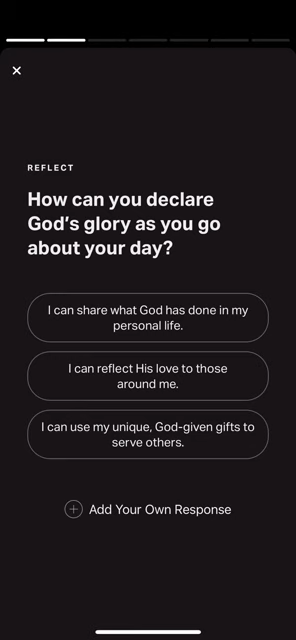 REFLECT
How can you declare
God's glory as you go
about your day?
I can share what God has done in my
personal life.
I can reflect His love to those
around me.
I can use my unique, God-given gifts to
serve others.
Add Your Own Response